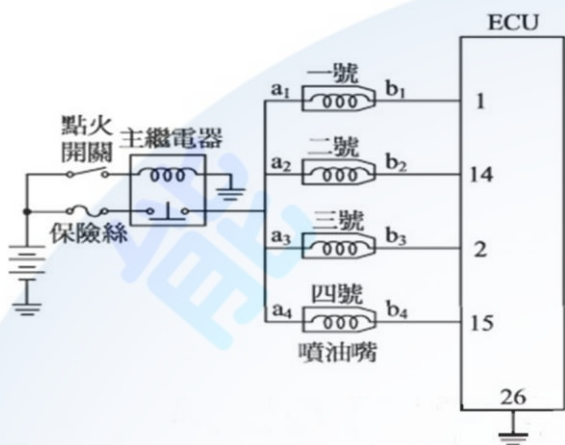 ECU
點火
開關
主繼電器
保險絲
一號
a₁
b₁
1
二號
a₂
b₂
14
三號
a₃
b₃
2
四號
a₄
b₄
15
噴油嘴
26